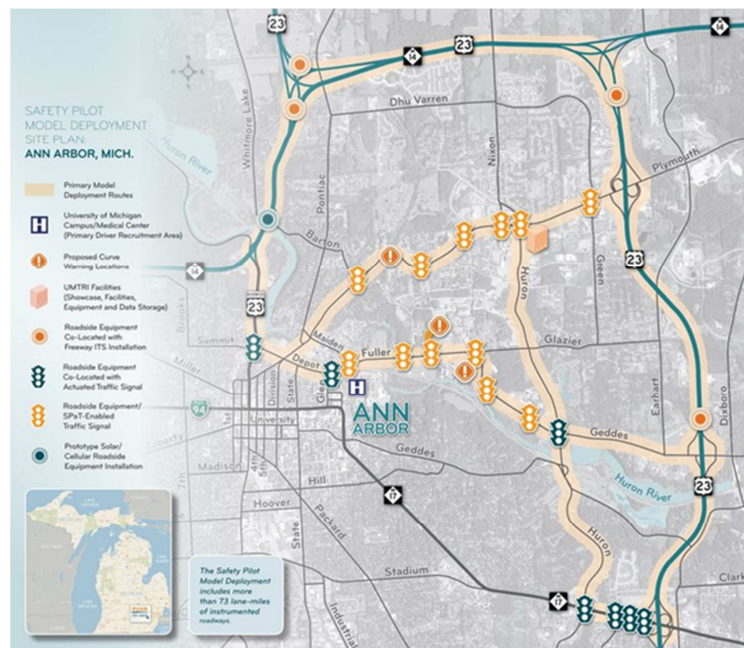 SAFETY PILOT
MODEL DEPLOYMENT
SITE PLAN:
ANN ARBOR, MICH.
Primary Model
Deployment Routes
H
University of Michigan
Campus/Medical Center
(Primary Driver Recruitment Area)
Proposed Curve
Warning Locations
UMTRI Facilities
(Showcase, Facilities,
Equipment and Data Storage)
Roadside Equipment
Co-Located with
Freeway ITS Installation
Roadside Equipment
Co-Located with
Actuated Traffic Signal
Roadside Equipment/
SPaT-Enabled
Traffic Signal
Prototype Solar/
Cellular Roadside
Equipment Installation
The Safety Pilot
Model Deployment
includes more
than 73 lane-miles
of instrumented
roadways.
23
14
23
14
Whitmore Lake
Dhu Varren
Huron River
Pontiac
Nixon
Plymouth
Barton
14
23
Huron
Green
23
Brooks
Summit
Maiden
Depot
Fuller
Glazier
Miller
Division
State
Glen
H
ANN
ARBOR
Earhart
Dixboro
94
1st
University
Liberty
4th
5th
Geddes
Geddes
Madison
7th
Hill
Huron River
23
17
Hoover
State
Packard
Huron
Stadium
17
Clark
Industrial